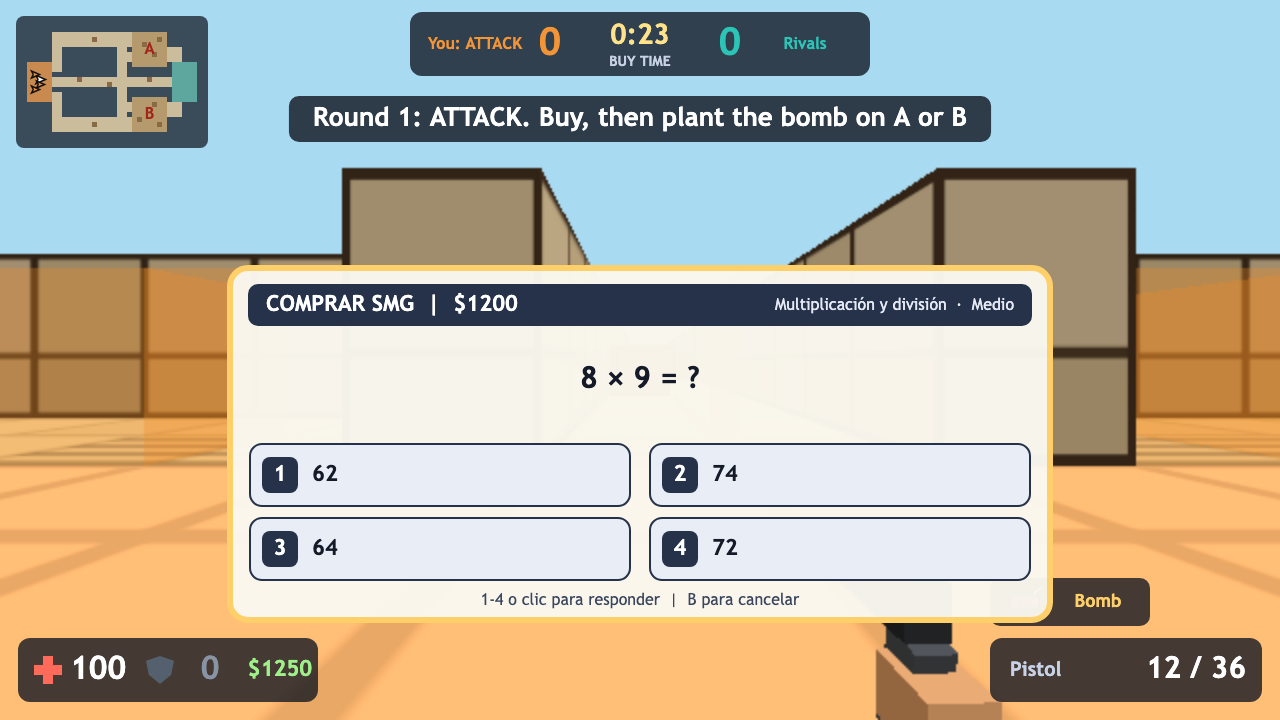 You: ATTACK 0 0:23 0 Rivals
BUY TIME
A
B
Round 1: ATTACK. Buy, then plant the bomb on A or B
COMPRAR SMG | $1200
Multiplicación y división · Medio
8 × 9 = ?
1 62
2 74
3 64
4 72
1-4 o clic para responder | B para cancelar
Bomb
100 0 $1250
Pistol 12 / 36